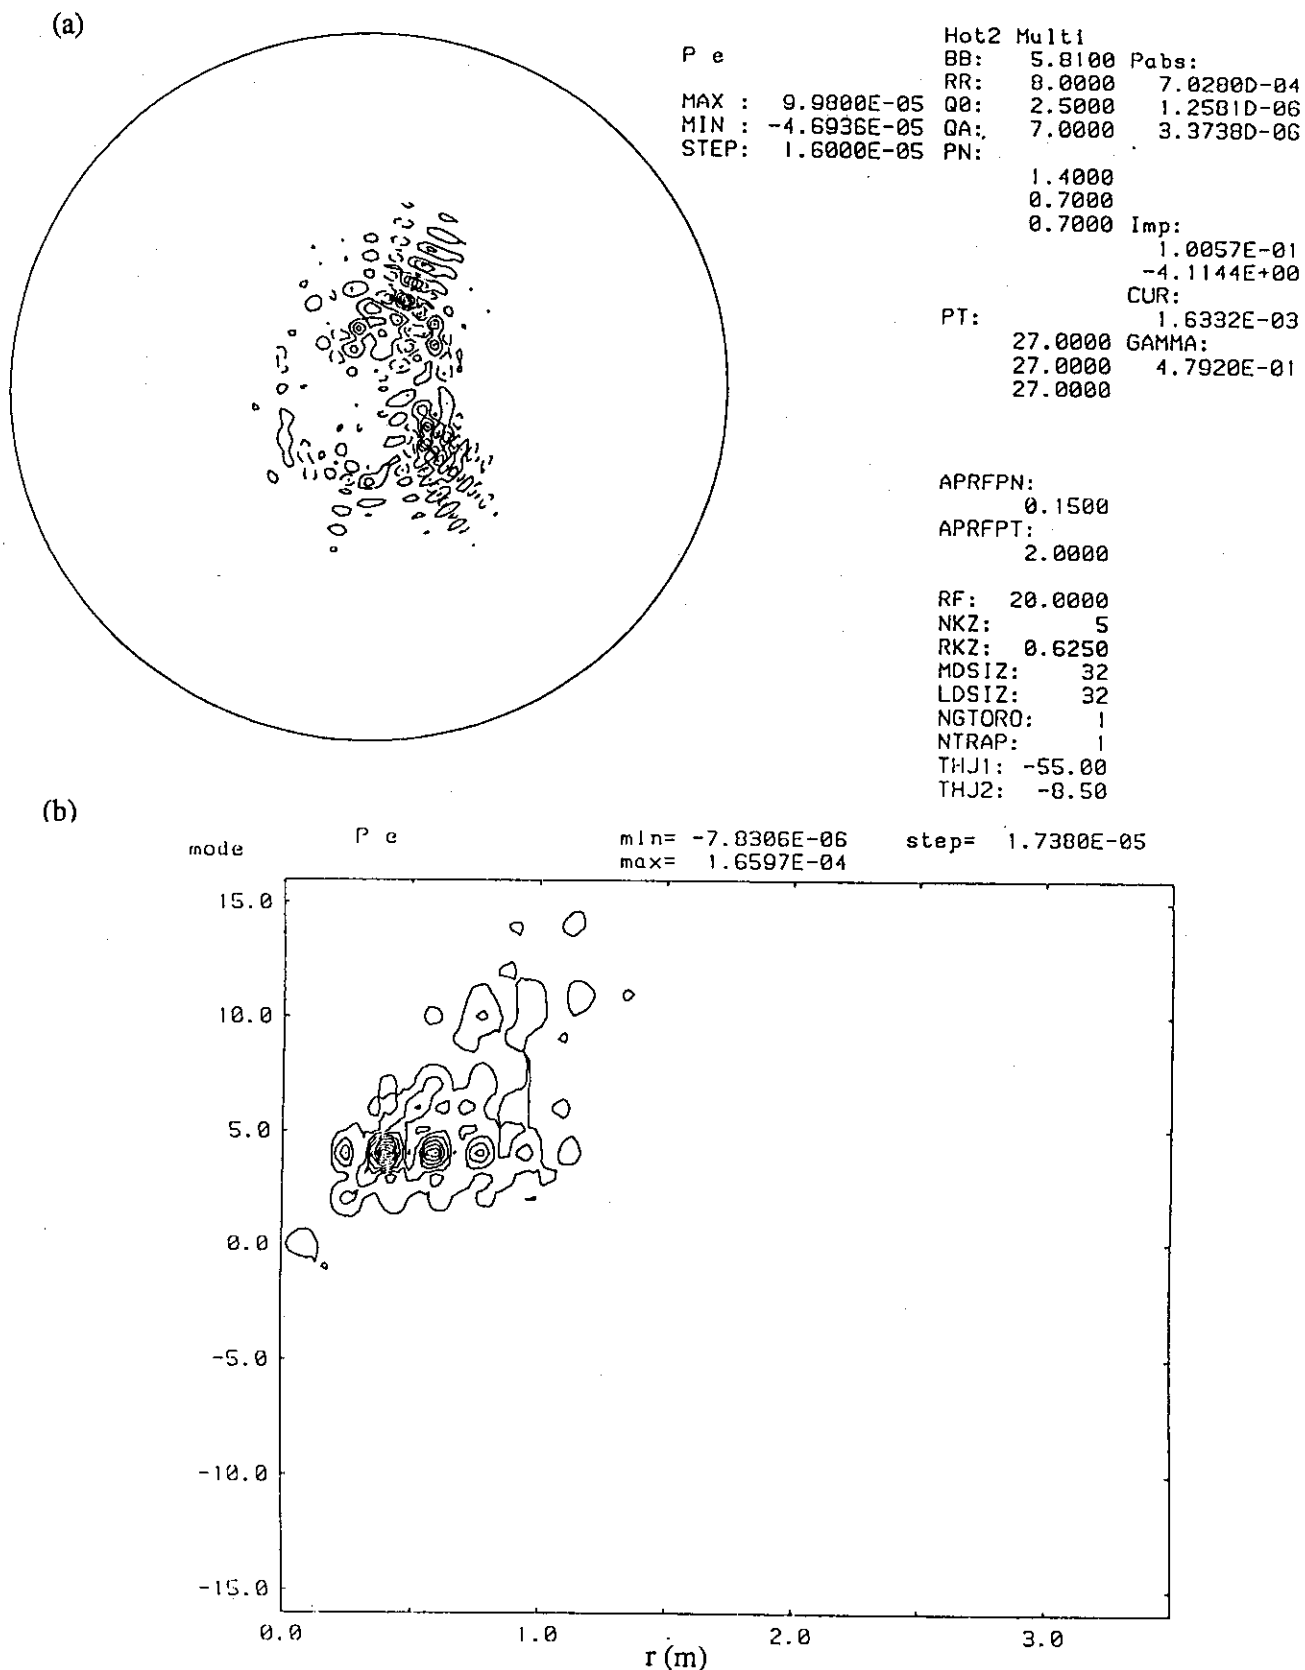 (a)
P e
MAX : 9.9800E-05
MIN : -4.6936E-05
STEP: 1.6000E-05
Hot2 Multi
BB: 5.8100 Pabs:
RR: 8.0000 7.0280D-04
Q0: 2.5000 1.2581D-06
QA: 7.0000 3.3738D-06
PN:
1.4000
0.7000
0.7000 Imp:
1.0057E-01
-4.1144E+00
CUR:
PT: 1.6332E-03
27.0000 GAMMA:
27.0000 4.7920E-01
27.0000
APRFPN:
0.1500
APRFPT:
2.0000
RF: 20.0000
NKZ: 5
RKZ: 0.6250
MDSIZ: 32
LDSIZ: 32
NGTORO: 1
NTRAP: 1
THJ1: -55.00
THJ2: -8.50
(b)
mode
P e
min= -7.8306E-06 step= 1.7380E-05
max= 1.6597E-04
15.0
10.0
5.0
0.0
-5.0
-10.0
-15.0
0.0 1.0 2.0 3.0
r (m)